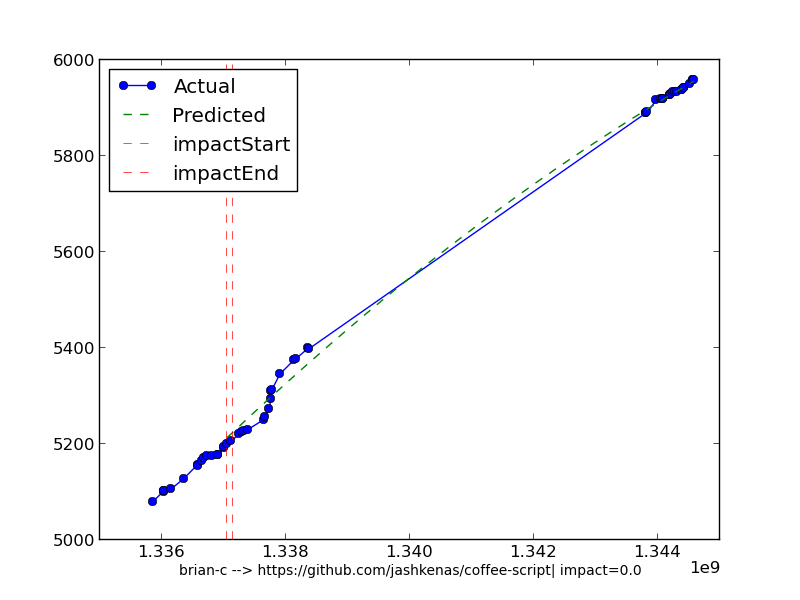 6000
5800
5600
5400
5200
5000
Actual
Predicted
impactStart
impactEnd
1.336 1.338 1.340 1.342 1.344
1e9
brian-c --> https://github.com/jashkenas/coffee-script| impact=0.0